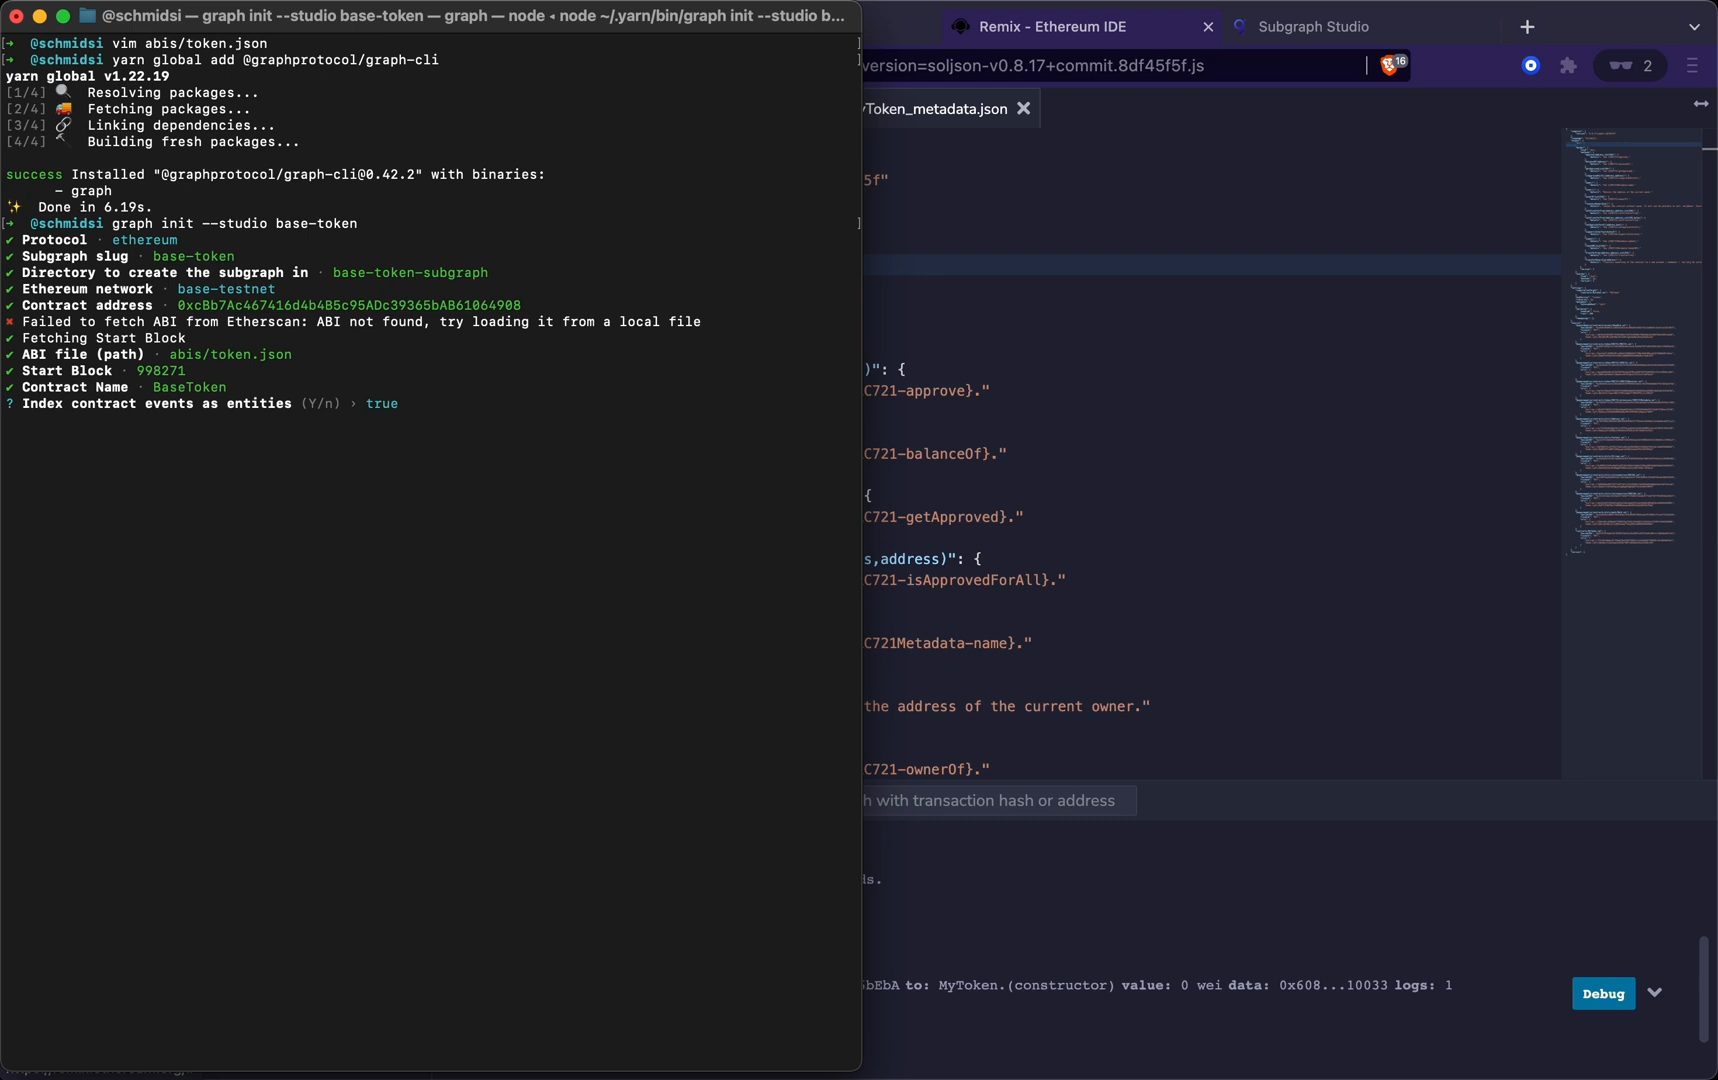 @schmidsi — graph init --studio base-token — graph — node ◂ node ~/.yarn/bin/graph init --studio b...
[➜ @schmidsi vim abis/token.json ]
[➜ @schmidsi yarn global add @graphprotocol/graph-cli ]
yarn global v1.22.19
[1/4] 🔍 Resolving packages...
[2/4] 🚚 Fetching packages...
[3/4] 🔗 Linking dependencies...
[4/4] 🔨 Building fresh packages...
success Installed "@graphprotocol/graph-cli@0.42.2" with binaries:
– graph
✨ Done in 6.19s.
[➜ @schmidsi graph init --studio base-token ]
✔ Protocol · ethereum
✔ Subgraph slug · base-token
✔ Directory to create the subgraph in · base-token-subgraph
✔ Ethereum network · base-testnet
✔ Contract address · 0xcBb7Ac467416d4b4B5c95ADc39365bAB61064908
✖ Failed to fetch ABI from Etherscan: ABI not found, try loading it from a local file
✔ Fetching Start Block
✔ ABI file (path) · abis/token.json
✔ Start Block · 998271
✔ Contract Name · BaseToken
? Index contract events as entities (Y/n) › true
Remix - Ethereum IDE
Subgraph Studio
version=soljson-v0.8.17+commit.8df45f5f.js
16
2
Token_metadata.json
5f"
)": {
C721-approve}."
C721-balanceOf}."
{
C721-getApproved}."
s,address)": {
C721-isApprovedForAll}."
C721Metadata-name}."
the address of the current owner."
C721-ownerOf}."
h with transaction hash or address
ds.
5bEbA to: MyToken.(constructor) value: 0 wei data: 0x608...10033 logs: 1
Debug